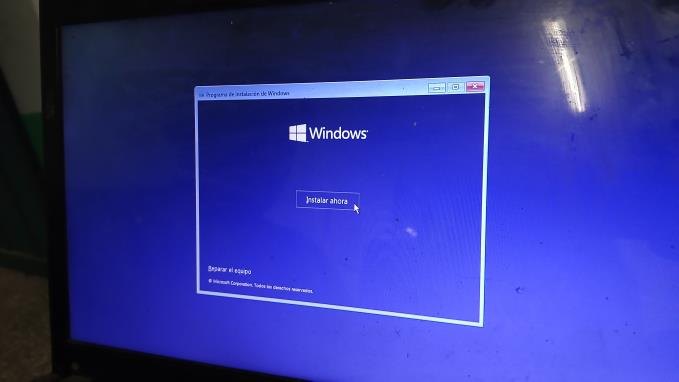 Programa de instalación de Windows
Windows
Instalar ahora
Reparar el equipo
© Microsoft Corporation. Todos los derechos reservados.